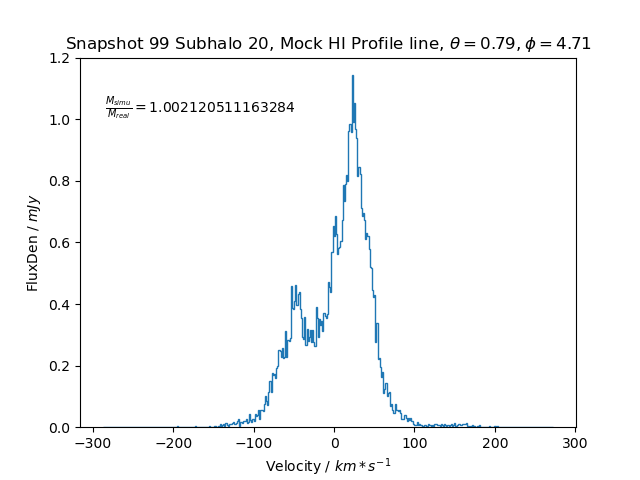 Snapshot 99 Subhalo 20, Mock HI Profile line, θ = 0.79, ϕ = 4.71
1.2
M_simu/M_real = 1.002120511163284
1.0
0.8
FluxDen / mJy
0.6
0.4
0.2
0.0
−300 −200 −100 0 100 200 300
Velocity / km * s⁻¹